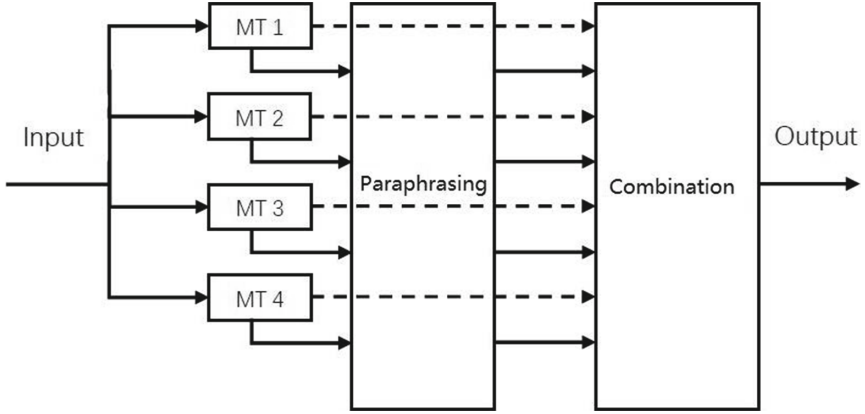 MT 1
MT 2
Input
Output
Paraphrasing
Combination
MT 3
MT 4